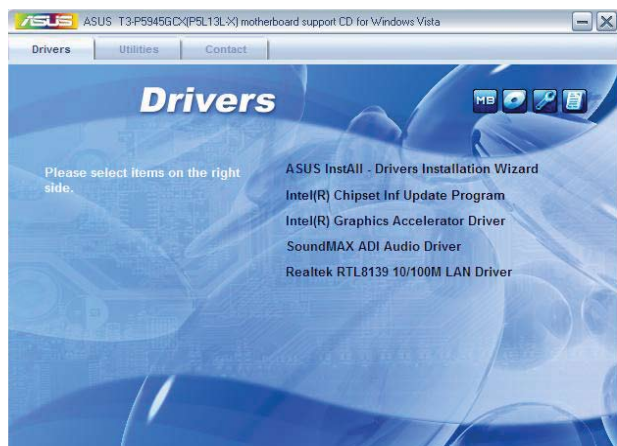 ASUS T3-P5945GCX(P5L13L-X) motherboard support CD for Windows Vista
Drivers Utilities Contact
Drivers
MB
Please select items on the right
side.
ASUS InstAll - Drivers Installation Wizard
Intel(R) Chipset Inf Update Program
Intel(R) Graphics Accelerator Driver
SoundMAX ADI Audio Driver
Realtek RTL8139 10/100M LAN Driver